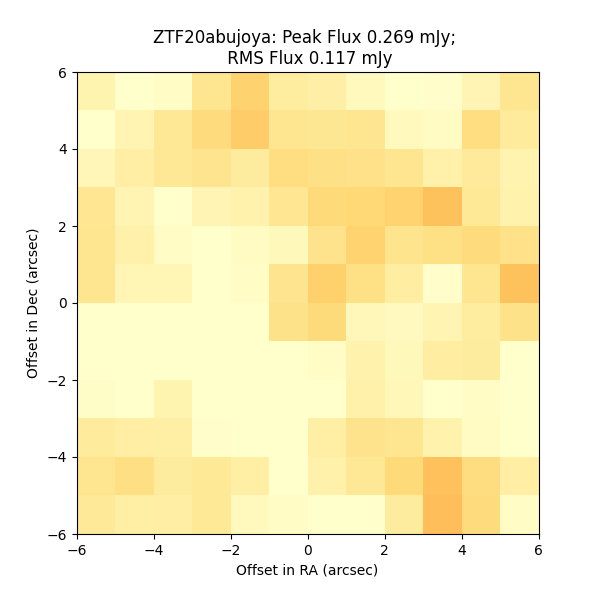 ZTF20abujoya: Peak Flux 0.269 mJy;
RMS Flux 0.117 mJy
6
4
2
0
−2
−4
−6
Offset in Dec (arcsec)
−6 −4 −2 0 2 4 6
Offset in RA (arcsec)